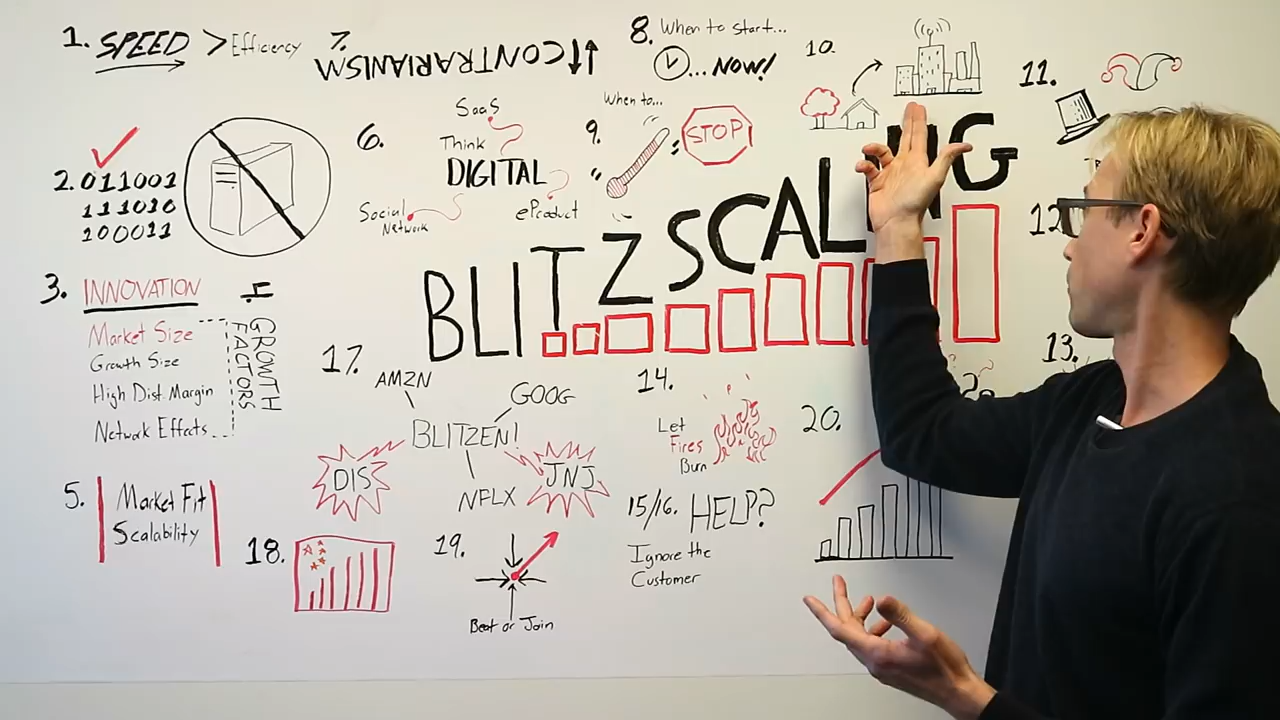 1. SPEED > Efficiency
7. CONTRARIANISM
8. When to start...
...NOW!
10.
11.
2. 011001
111010
100011
6. SaaS
Think
DIGITAL
Social
Network
eProduct
9. When to...
STOP
12
BLITZSCALING
3. INNOVATION
Market Size
Growth Size
High Dist. Margin
Network Effects
4. GROWTH
FACTORS
5. Market Fit
Scalability
17. AMZN
GOOG
BLITZEN!
DIS
NFLX
JNJ
13.
14.
Let
Fires
Burn
15/16. HELP?
Ignore the
Customer
18.
19.
Beat or Join
20.